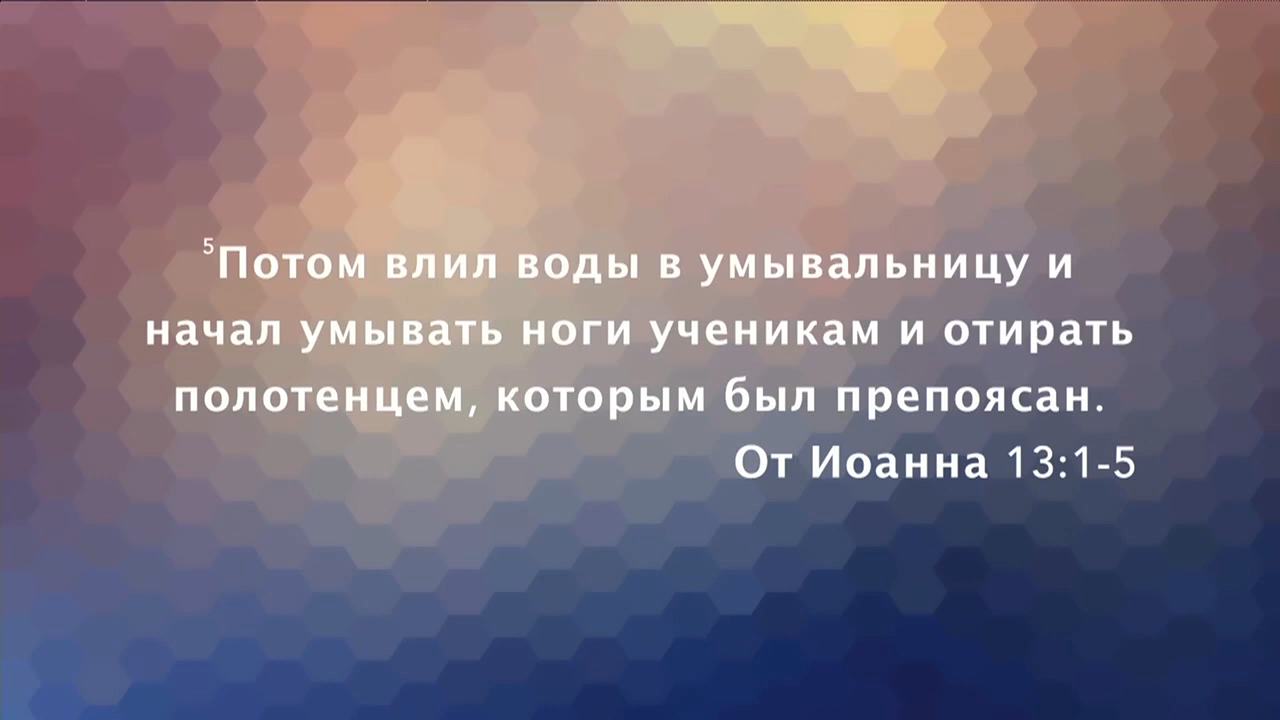 ⁵Потом влил воды в умывальницу и
начал умывать ноги ученикам и отирать
полотенцем, которым был препоясан.
От Иоанна 13:1-5